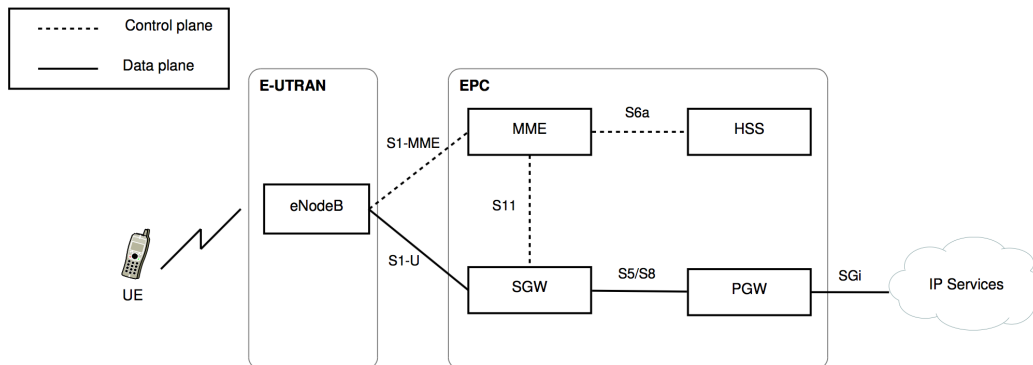 Control plane
Data plane
E-UTRAN
EPC
MME
S6a
HSS
S1-MME
eNodeB
S11
S1-U
UE
SGW
S5/S8
PGW
SGi
IP Services